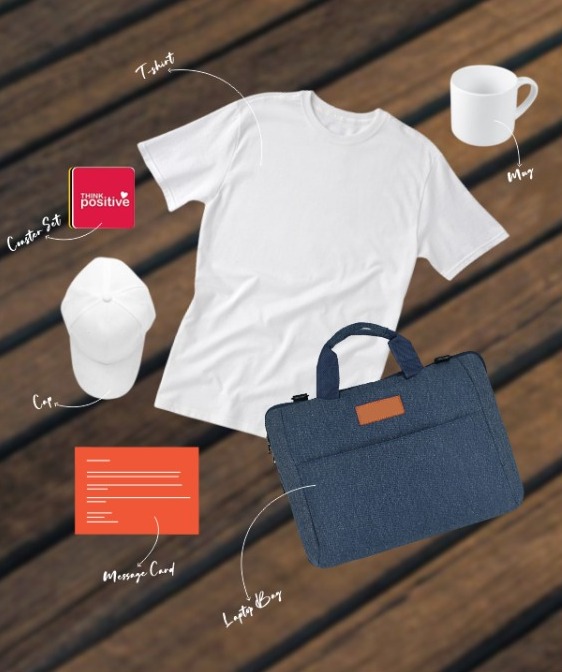 T-shirt
Mug
THINK
positive
Coaster Set
Cap
Message Card
Laptop Bag